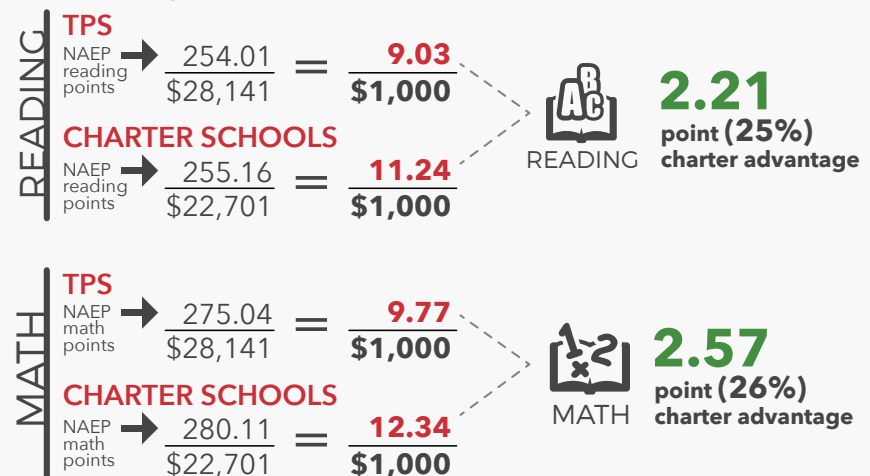 READING
TPS
NAEP
reading
points
254.01
$28,141
=
9.03
$1,000
CHARTER SCHOOLS
NAEP
reading
points
255.16
$22,701
=
11.24
$1,000
ABC
READING
2.21
point (25%)
charter advantage
MATH
TPS
NAEP
math
points
275.04
$28,141
=
9.77
$1,000
CHARTER SCHOOLS
NAEP
math
points
280.11
$22,701
=
12.34
$1,000
1 2
x
MATH
2.57
point (26%)
charter advantage